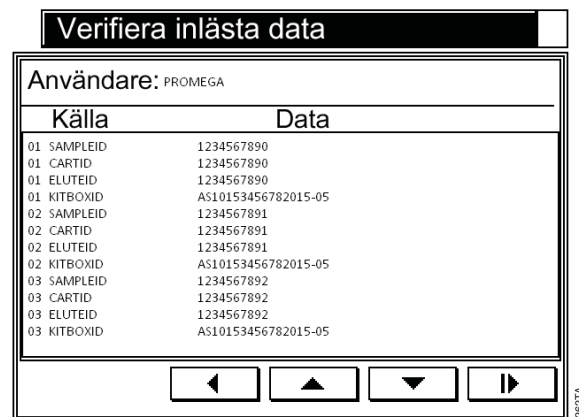 Verifiera inlästa data
Användare: PROMEGA
Källa Data
01 SAMPLEID 1234567890
01 CARTID 1234567890
01 ELUTEID 1234567890
01 KITBOXID AS10153456782015-05
02 SAMPLEID 1234567891
02 CARTID 1234567891
02 ELUTEID 1234567891
02 KITBOXID AS10153456782015-05
03 SAMPLEID 1234567892
03 CARTID 1234567892
03 ELUTEID 1234567892
03 KITBOXID AS10153456782015-05